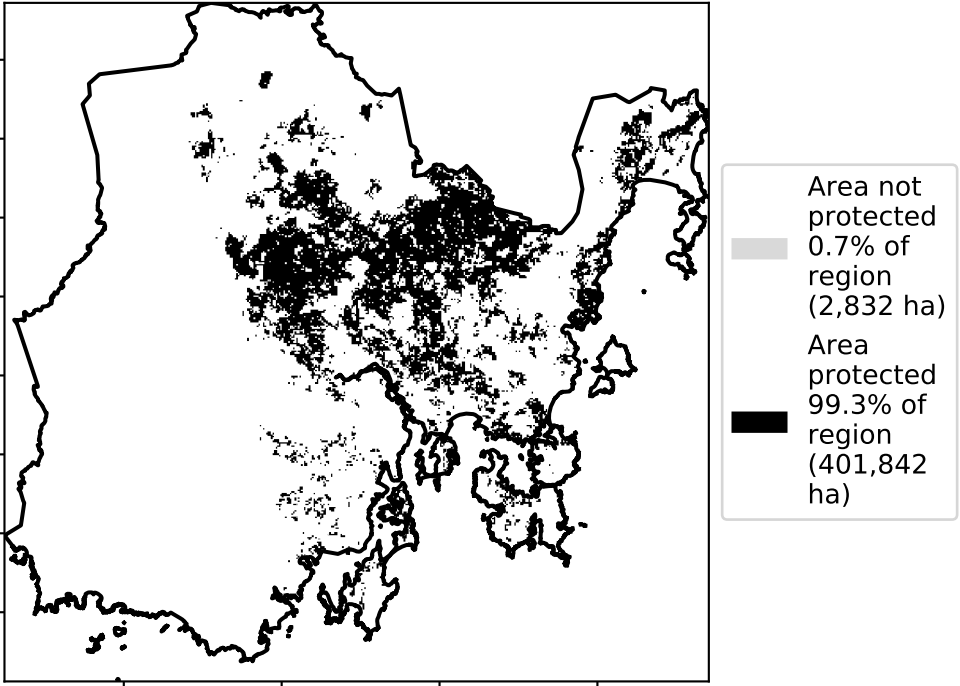 Area not
protected
0.7% of
region
(2,832 ha)
Area
protected
99.3% of
region
(401,842
ha)